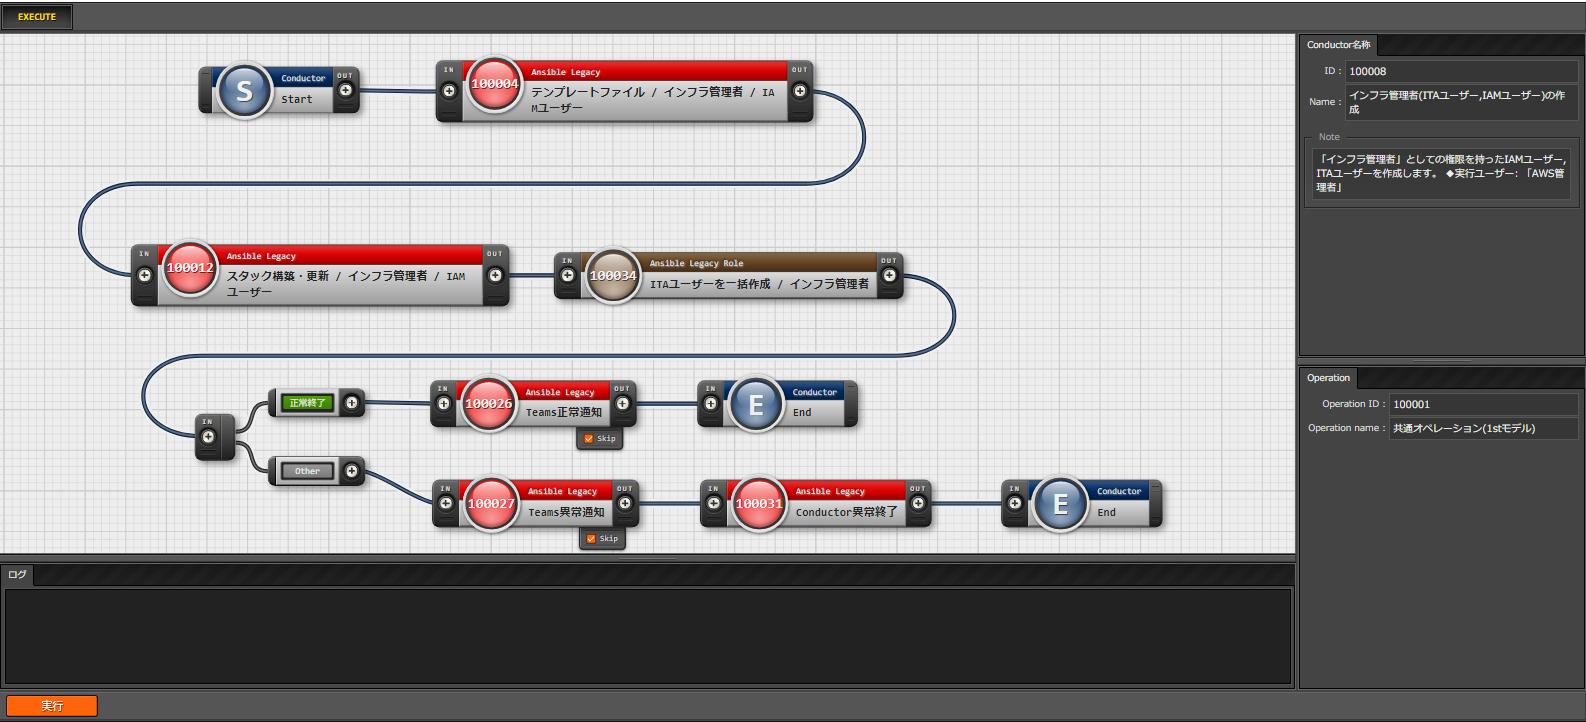 EXECUTE
Conductor
S
Start
OUT
IN
100004
Ansible Legacy
テンプレートファイル / インフラ管理者 / IA
Mユーザー
OUT
IN
100012
Ansible Legacy
スタック構築・更新 / インフラ管理者 / IAM
ユーザー
OUT
IN
100034
Ansible Legacy Role
ITAユーザーを一括作成 / インフラ管理者
OUT
IN
正常終了
Other
IN
100026
Ansible Legacy
Teams正常通知
OUT
Skip
IN
E
Conductor
End
IN
100027
Ansible Legacy
Teams異常通知
OUT
Skip
IN
100031
Ansible Legacy
Conductor異常終了
OUT
IN
E
Conductor
End
ログ
実行
Conductor名称
ID : 100008
Name : インフラ管理者(ITAユーザー,IAMユーザー)の作
成
Note
「インフラ管理者」としての権限を持ったIAMユーザー,
ITAユーザーを作成します。 ◆実行ユーザー: 「AWS管
理者」
Operation
Operation ID : 100001
Operation name : 共通オペレーション(1stモデル)